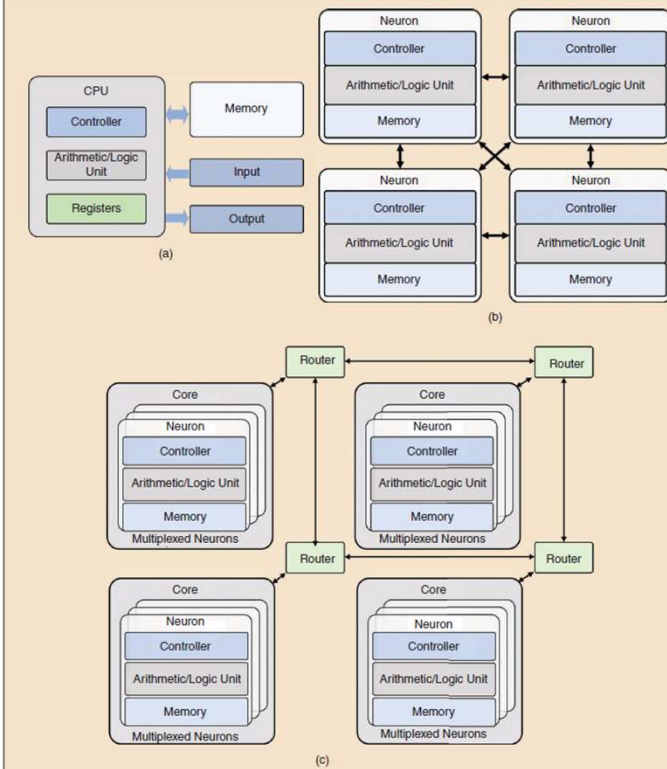 CPU
Controller
Arithmetic/Logic
Unit
Registers
Memory
Input
Output
(a)
Neuron
Controller
Arithmetic/Logic Unit
Memory
Neuron
Controller
Arithmetic/Logic Unit
Memory
Neuron
Controller
Arithmetic/Logic Unit
Memory
Neuron
Controller
Arithmetic/Logic Unit
Memory
(b)
Router
Router
Core
Neuron
Controller
Arithmetic/Logic Unit
Memory
Multiplexed Neurons
Core
Neuron
Controller
Arithmetic/Logic Unit
Memory
Multiplexed Neurons
Router
Router
Core
Neuron
Controller
Arithmetic/Logic Unit
Memory
Multiplexed Neurons
Core
Neuron
Controller
Arithmetic/Logic Unit
Memory
Multiplexed Neurons
(c)